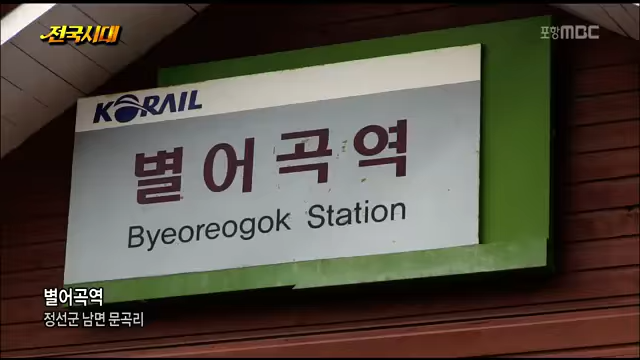 전국시대
포항MBC
KORAIL
별어곡역
Byeoreogok Station
별어곡역
정선군 남면 문곡리